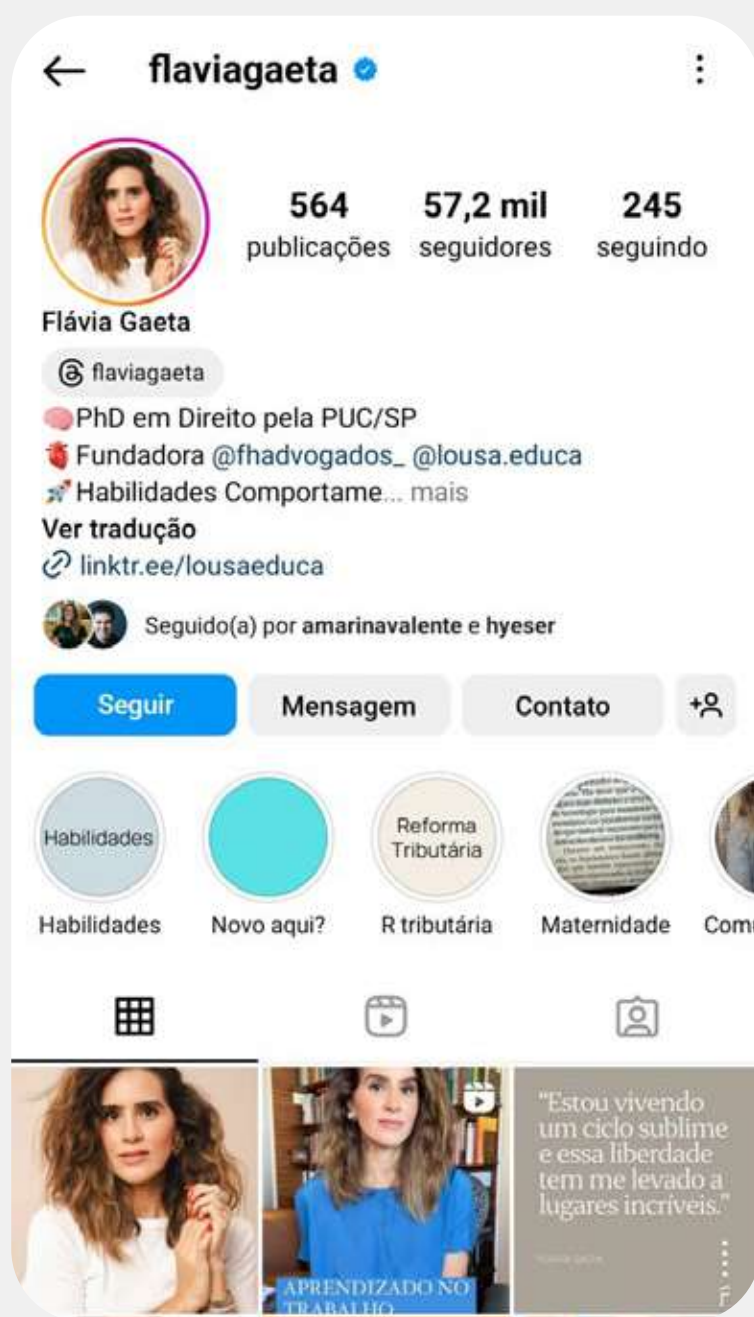 flaviagaeta
564
57,2 mil
245
publicações
seguidores
seguindo
Flávia Gaeta
flaviagaeta
🧠PhD em Direito pela PUC/SP
🫀Fundadora @fhadvogados_ @lousa.educa
🚀Habilidades Comportame... mais
Ver tradução
linktr.ee/lousaeduca
Seguido(a) por amarinavalente e hyeser
Seguir
Mensagem
Contato
Habilidades
Reforma
Tributária
Habilidades
Novo aqui?
R tributária
Maternidade
Com
"Estou vivendo
um ciclo sublime
e essa liberdade
tem me levado a
lugares incríveis."
APRENDIZADO NO
TRABALHO